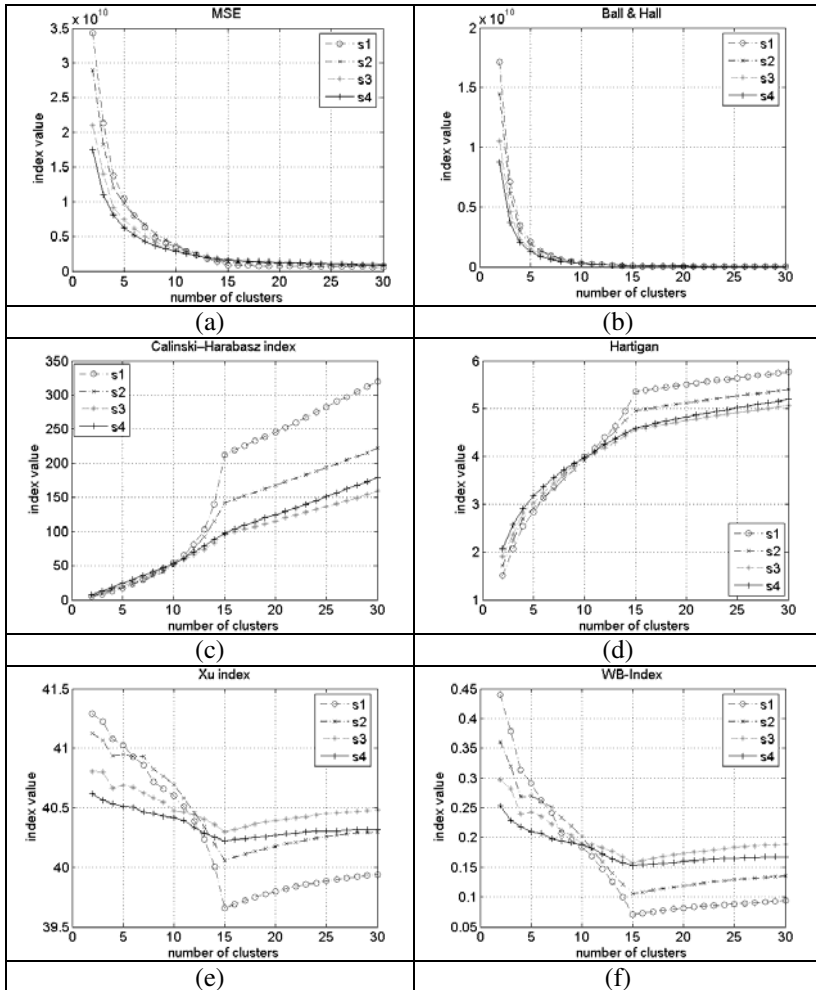 MSE
x 10^10
3.5
3
2.5
2
1.5
1
0.5
0
index value
0 5 10 15 20 25 30
number of clusters
s1
s2
s3
s4
(a)
Ball & Hall
x 10^10
2
1.5
1
0.5
0
index value
0 5 10 15 20 25 30
number of clusters
s1
s2
s3
s4
(b)
Calinski–Harabasz index
350
300
250
200
150
100
50
0
index value
0 5 10 15 20 25 30
number of clusters
s1
s2
s3
s4
(c)
Hartigan
6
5
4
3
2
1
index value
0 5 10 15 20 25 30
number of clusters
s1
s2
s3
s4
(d)
Xu index
41.5
41
40.5
40
39.5
index value
0 5 10 15 20 25 30
number of clusters
s1
s2
s3
s4
(e)
WB-Index
0.45
0.4
0.35
0.3
0.25
0.2
0.15
0.1
0.05
index value
0 5 10 15 20 25 30
number of clusters
s1
s2
s3
s4
(f)